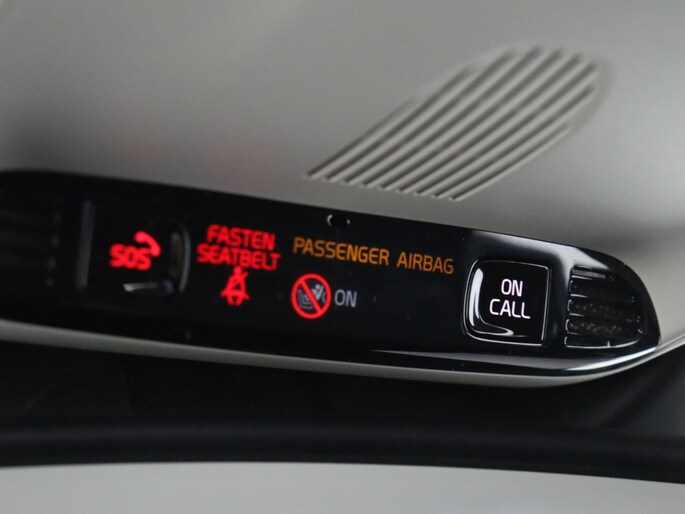 SOS
FASTEN
SEATBELT
PASSENGER AIRBAG
ON
ON
CALL